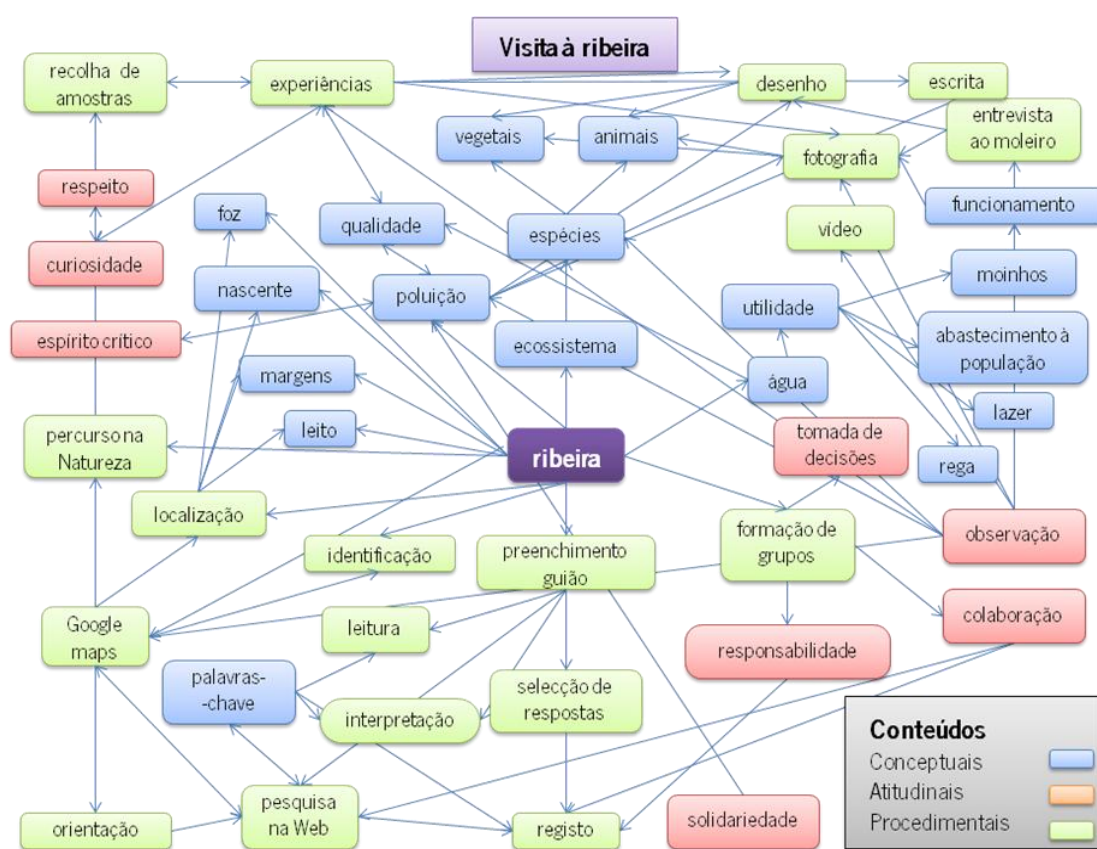 Visita à ribeira
recolha de
amostras
experiências
desenho
escrita
vegetais
animais
entrevista
ao moleiro
fotografia
respeito
foz
qualidade
espécies
funcionamento
vídeo
curiosidade
nascente
poluição
utilidade
moinhos
espírito crítico
ecossistema
abastecimento à
população
margens
água
lazer
leito
percurso na
Natureza
ribeira
tomada de
decisões
rega
localização
identificação
preenchimento
guião
formação de
grupos
observação
Google
maps
leitura
colaboração
responsabilidade
palavras-
-chave
interpretação
selecção de
respostas
orientação
pesquisa
na Web
registo
solidariedade
Conteúdos
Conceptuais
Atitudinais
Procedimentais